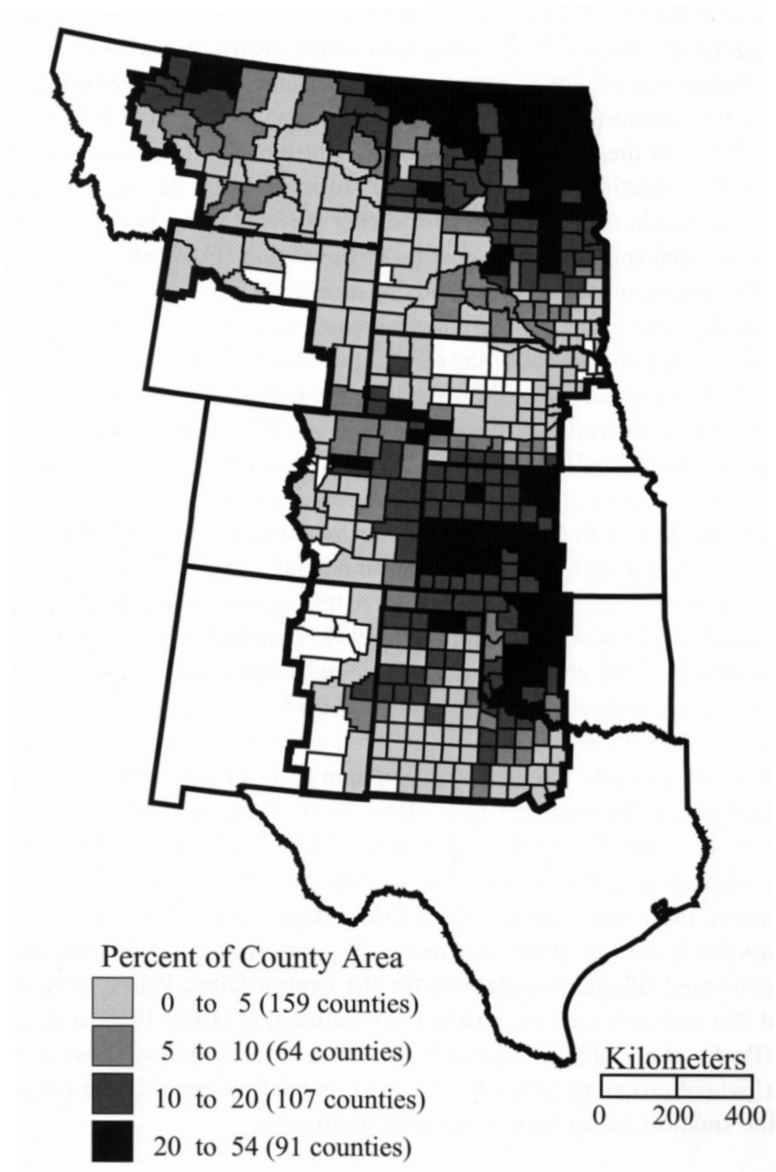 Percent of County Area
0 to 5 (159 counties)
5 to 10 (64 counties)
10 to 20 (107 counties)
20 to 54 (91 counties)
Kilometers
0 200 400